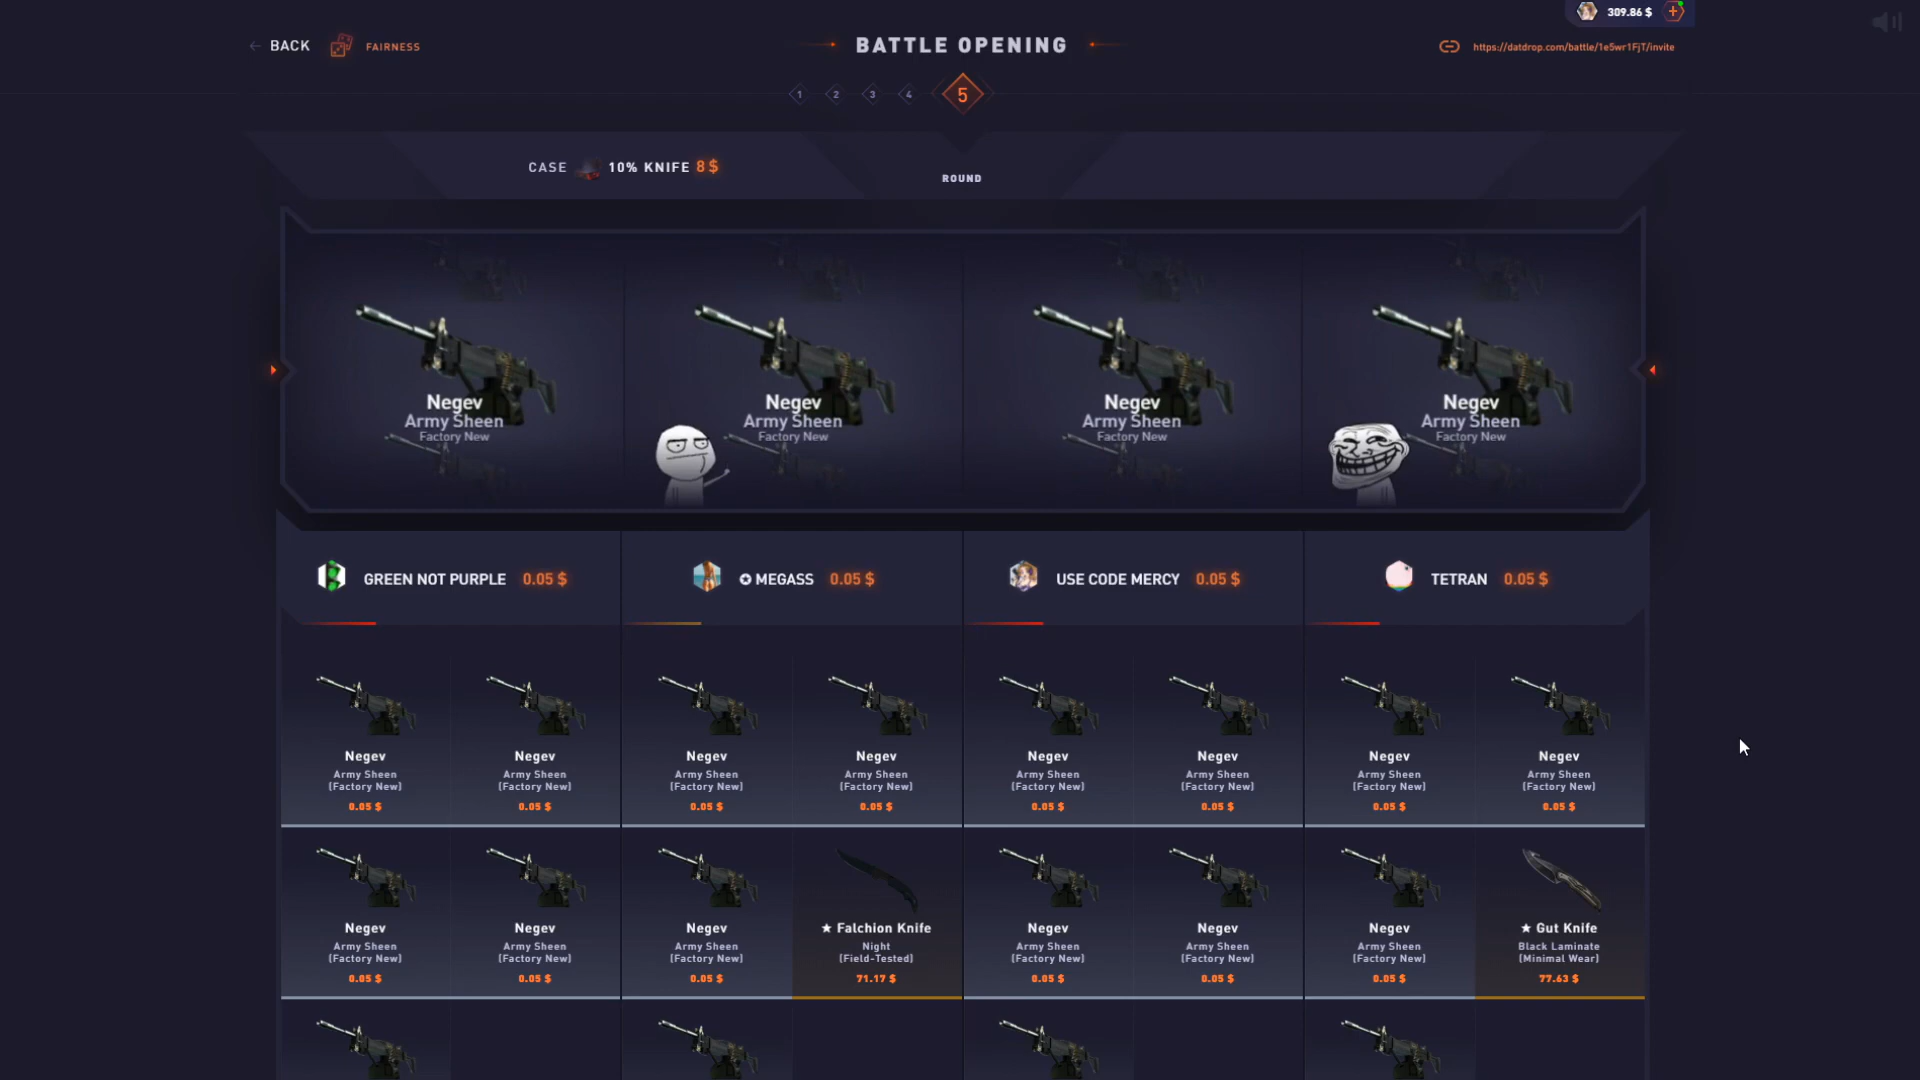 309.86 $
BACK
FAIRNESS
BATTLE OPENING
https://datdrop.com/battle/1e5wr1FjT/invite
1 2 3 4 5
CASE 10% KNIFE 8 $
ROUND
Negev Negev Negev Negev
Army Sheen Army Sheen Army Sheen Army Sheen
Factory New Factory New Factory New Factory New
GREEN NOT PURPLE 0.05 $ MEGASS 0.05 $ USE CODE MERCY 0.05 $ TETRAN 0.05 $
Negev Negev Negev Negev Negev Negev Negev Negev
Army Sheen Army Sheen Army Sheen Army Sheen Army Sheen Army Sheen Army Sheen Army Sheen
(Factory New) (Factory New) (Factory New) (Factory New) (Factory New) (Factory New) (Factory New) (Factory New)
0.05 $ 0.05 $ 0.05 $ 0.05 $ 0.05 $ 0.05 $ 0.05 $ 0.05 $
Negev Negev Negev ★ Falchion Knife Negev Negev Negev ★ Gut Knife
Army Sheen Army Sheen Army Sheen Night Army Sheen Army Sheen Army Sheen Black Laminate
(Factory New) (Factory New) (Factory New) (Field-Tested) (Factory New) (Factory New) (Factory New) (Minimal Wear)
0.05 $ 0.05 $ 0.05 $ 71.17 $ 0.05 $ 0.05 $ 0.05 $ 77.63 $